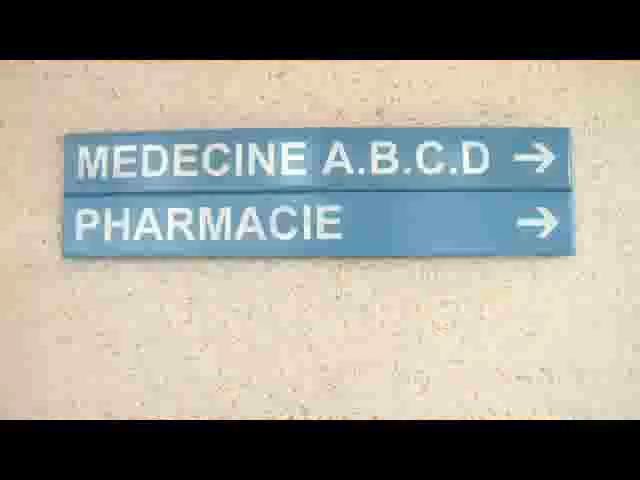 MEDECINE A.B.C.D →
PHARMACIE →